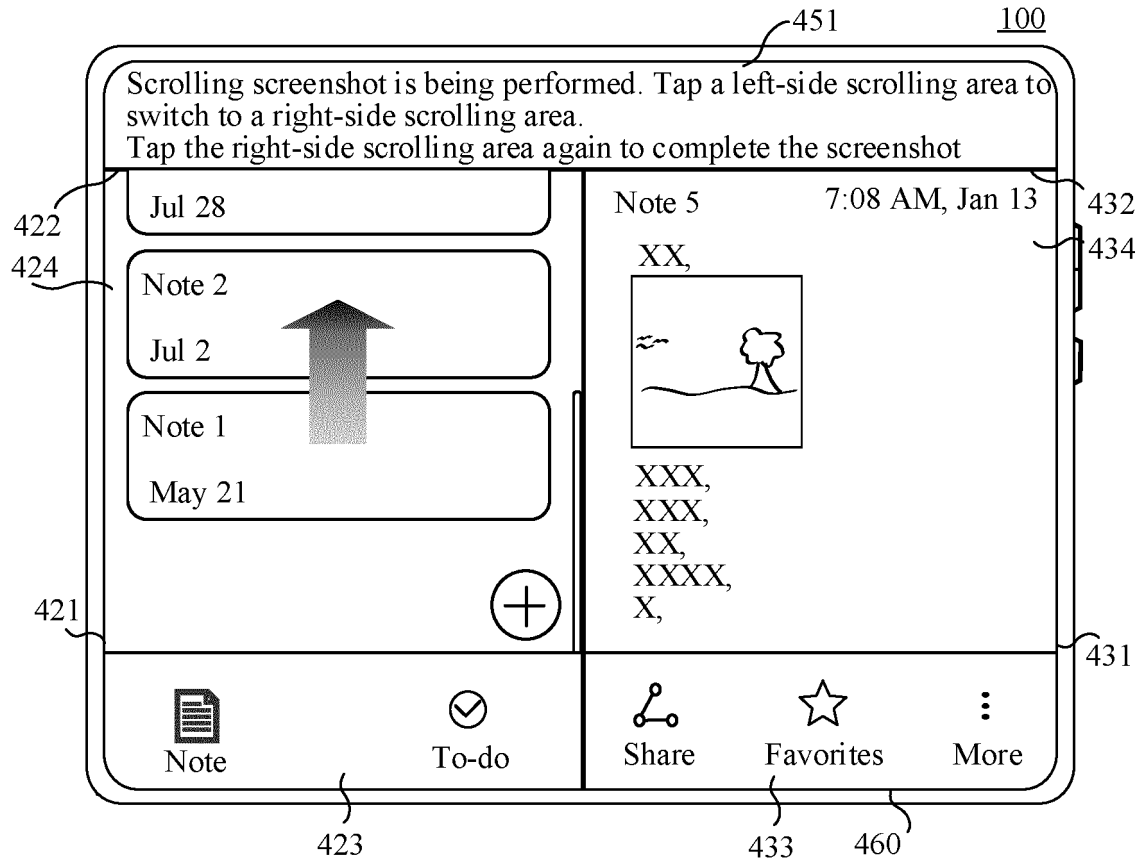 100
451
Scrolling screenshot is being performed. Tap a left-side scrolling area to
switch to a right-side scrolling area.
Tap the right-side scrolling area again to complete the screenshot
422
424
421
Jul 28
Note 2
Jul 2
Note 1
May 21
Note 5
7:08 AM, Jan 13
XX,
XXX,
XXX,
XX,
XXXX,
X,
432
434
431
Note
To-do
Share
Favorites
More
423
433
460